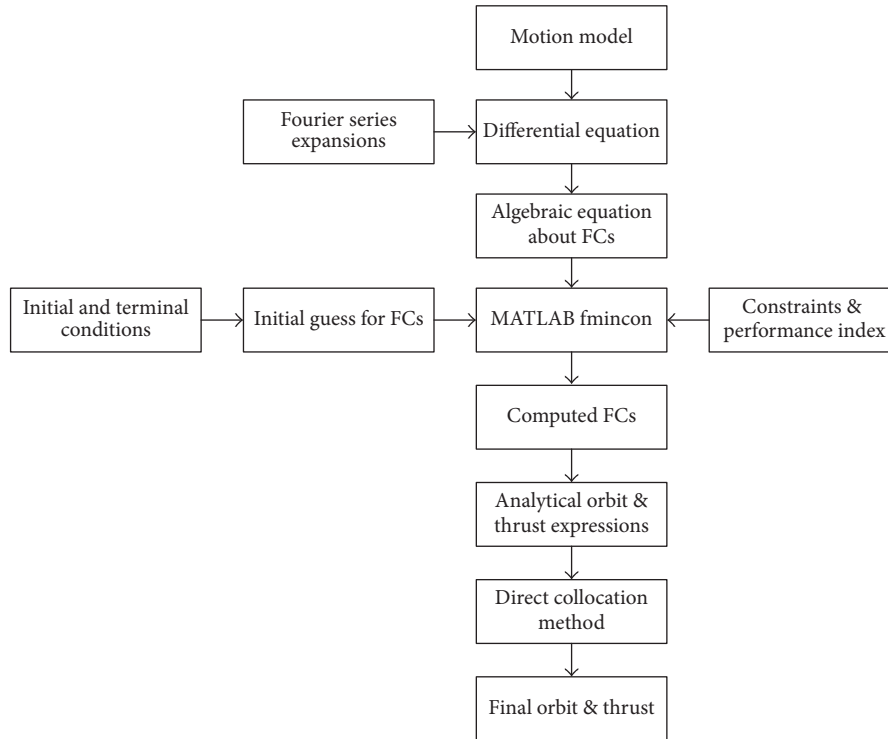 Motion model
Fourier series
expansions
Differential equation
Algebraic equation
about FCs
Initial and terminal
conditions
Initial guess for FCs
MATLAB fmincon
Constraints &
performance index
Computed FCs
Analytical orbit &
thrust expressions
Direct collocation
method
Final orbit & thrust